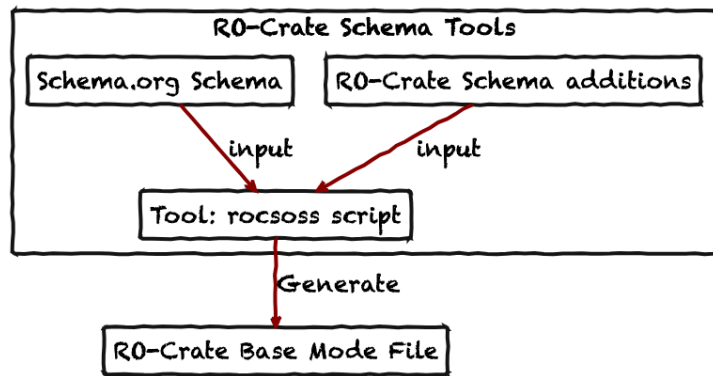 RO-Crate Schema Tools
Schema.org Schema
RO-Crate Schema additions
input
input
Tool: rocsoss script
Generate
RO-Crate Base Mode File